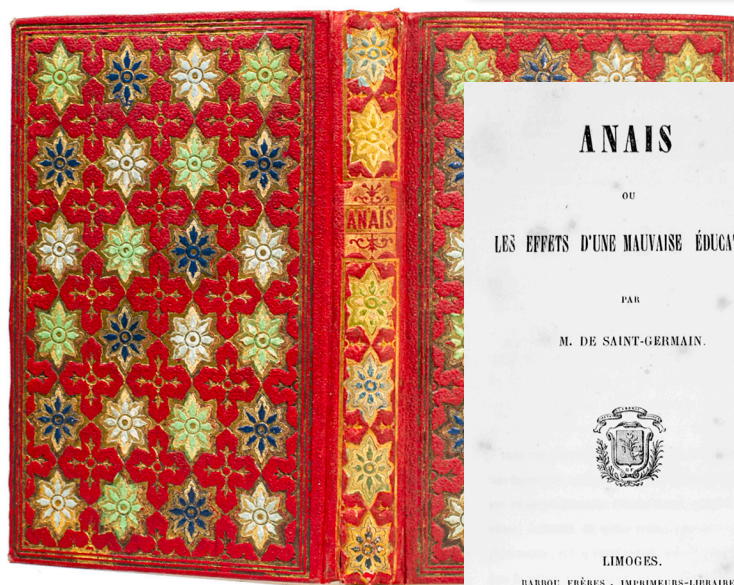 ANAÏS
ANAIS
OU
LES EFFETS D'UNE MAUVAISE ÉDUCA
PAR
M. DE SAINT-GERMAIN.
LIMOGES.
BARBOU FRÈRES, IMPRIMEURS-LIBRAIRE